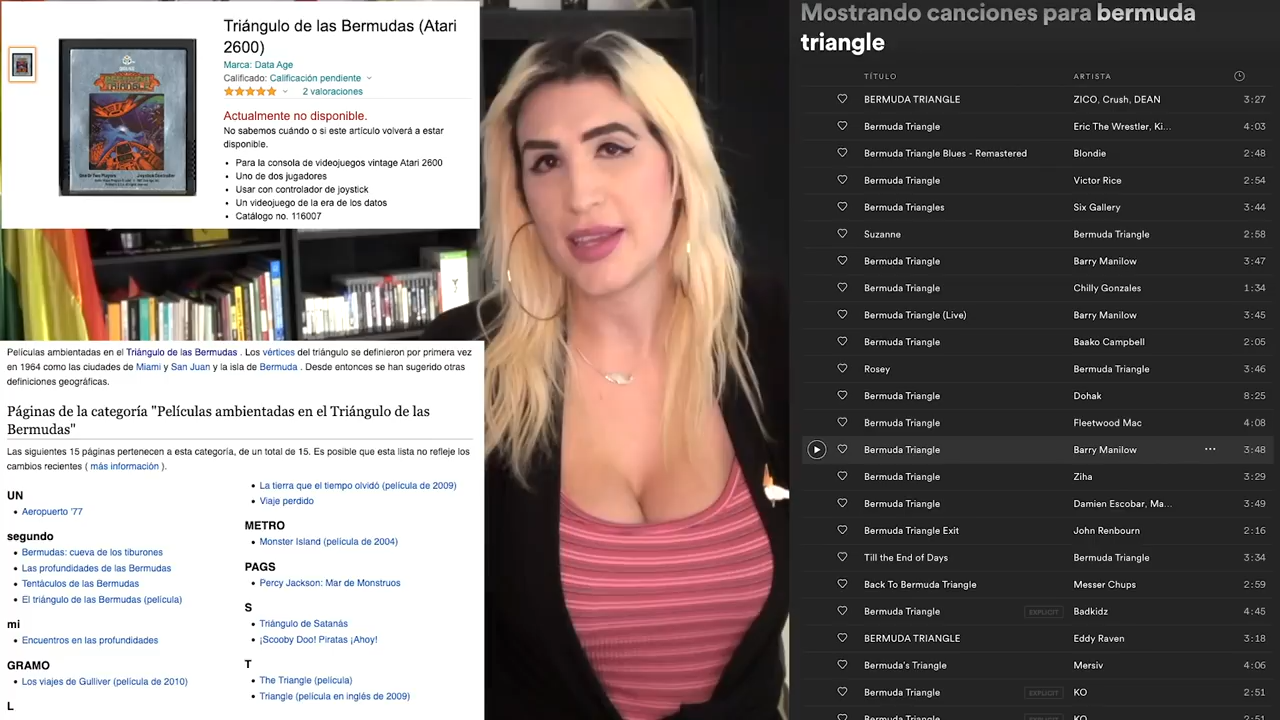 Triángulo de las Bermudas (Atari
2600)
Marca: Data Age
Calificado: Calificación pendiente
2 valoraciones
Actualmente no disponible.
No sabemos cuándo o si este artículo volverá a estar
disponible.
• Para la consola de videojuegos vintage Atari 2600
• Uno de dos jugadores
• Usar con controlador de joystick
• Un videojuego de la era de los datos
• Catálogo no. 116007
BERMUDA
TRIANGLE
Películas ambientadas en el Triángulo de las Bermudas . Los vértices del triángulo se definieron por primera vez
en 1964 como las ciudades de Miami y San Juan y la isla de Bermuda . Desde entonces se han sugerido otras
definiciones geográficas.
Páginas de la categoría "Películas ambientadas en el Triángulo de las
Bermudas"
Las siguientes 15 páginas pertenecen a esta categoría, de un total de 15. Es posible que esta lista no refleje los
cambios recientes ( más información ).
UN
• Aeropuerto '77
segundo
• Bermudas: cueva de los tiburones
• Las profundidades de las Bermudas
• Tentáculos de las Bermudas
• El triángulo de las Bermudas (película)
mi
• Encuentros en las profundidades
GRAMO
• Los viajes de Gulliver (película de 2010)
L
• La tierra que el tiempo olvidó (película de 2009)
• Viaje perdido
METRO
• Monster Island (película de 2004)
PAGS
• Percy Jackson: Mar de Monstruos
S
• Triángulo de Satanás
• ¡Scooby Doo! Piratas ¡Ahoy!
T
• The Triangle (película)
• Triangle (película en inglés de 2009)
Mostrando canciones para bermuda
triangle
TÍTULO ARTISTA
BERMUDA TRIANGLE ZICO, Crush, DEAN 3:27
Bermuda Triangle Eric The Wrestler, Ki... 4:03
Bermuda Triangle Blues - Remastered Blondie 2:48
Bermuda Triangle Victor Rice 2:54
Bermuda Triangles Six Gallery 3:44
Suzanne Bermuda Triangle 2:58
Bermuda Triangle Barry Manilow 3:47
Bermuda Triangle Chilly Gonzales 1:34
Bermuda Triangle (Live) Barry Manilow 3:45
Bermuda Triangle Baako Campbell 2:05
Rosey Bermuda Triangle 3:46
Bermuda Triangle Dohak 8:25
Bermuda Triangle Fleetwood Mac 4:08
Bermuda Triangle Barry Manilow ... 3:48
Bermuda Triangle Ziha 3:29
Bermuda Triangle Damien Escobar, Ma... 3:49
Bermuda Triangle Exit John Renbourn 2:16
Till the End of Days Bermuda Triangle 3:34
Back To Bermuda Triangle Messer Chups 2:59
Bermuda Triangle EXPLICIT Badkidz 4:45
BERMUDA TRIANGLE Eddy Raven 3:18
Bermuda's Triangle Mersiv 4:06
Bermuda Triangle EXPLICIT KO 2:51
Bermuda Triangle EXPLICIT KO 2:51